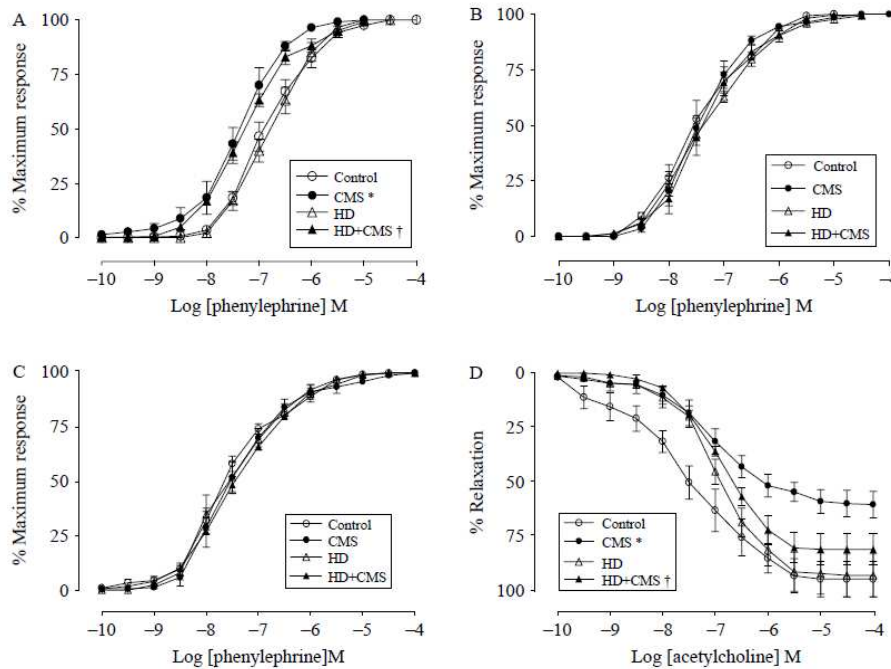 A
% Maximum response
100
75
50
25
0
Control
CMS *
HD
HD+CMS †
−10 −9 −8 −7 −6 −5 −4
Log [phenylephrine] M
B
% Maximum response
100
75
50
25
0
Control
CMS
HD
HD+CMS
−10 −9 −8 −7 −6 −5 −4
Log [phenylephrine] M
C
% Maximum response
100
75
50
25
0
Control
CMS
HD
HD+CMS
−10 −9 −8 −7 −6 −5 −4
Log [phenylephrine]M
D
% Relaxation
0
25
50
75
100
Control
CMS *
HD
HD+CMS †
−10 −9 −8 −7 −6 −5 −4
Log [acetylcholine] M